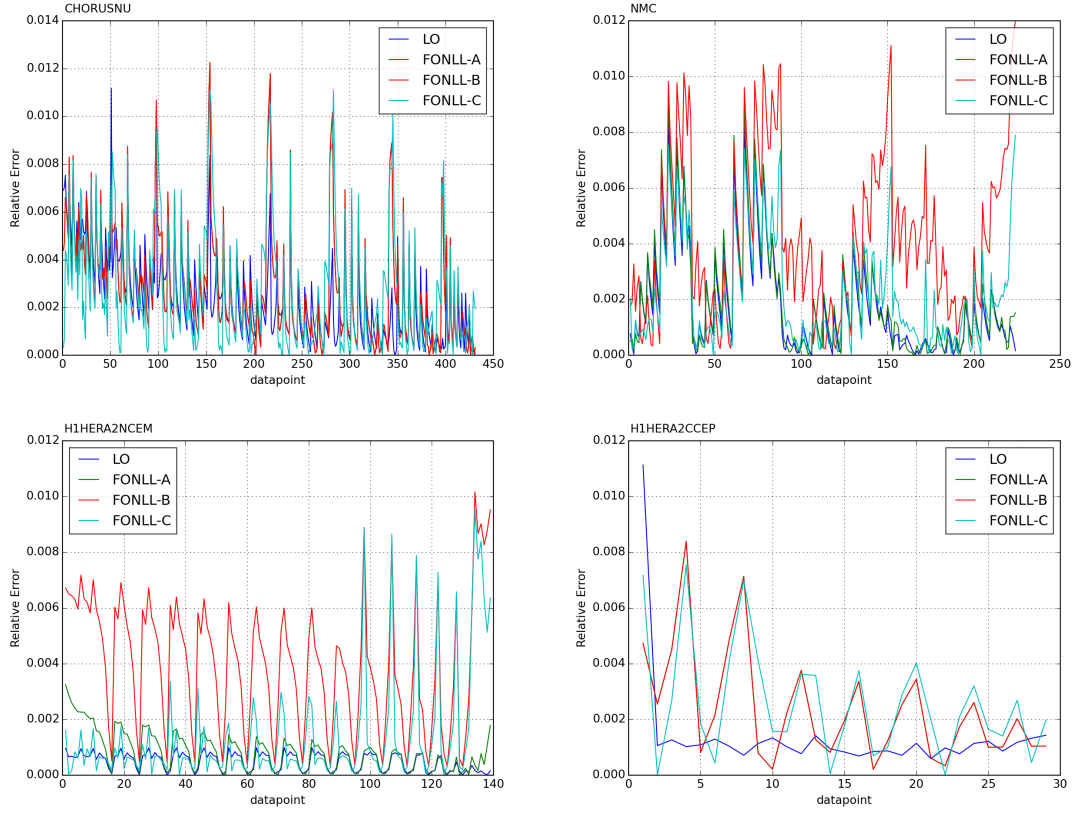 CHORUSNU
0.014
0.012
0.010
0.008
0.006
0.004
0.002
0.000
Relative Error
0
50
100
150
200
250
300
350
400
450
datapoint
LO
FONLL-A
FONLL-B
FONLL-C
NMC
0.012
0.010
0.008
0.006
0.004
0.002
0.000
Relative Error
0
50
100
150
200
250
datapoint
LO
FONLL-A
FONLL-B
FONLL-C
H1HERA2NCEM
0.012
0.010
0.008
0.006
0.004
0.002
0.000
Relative Error
0
20
40
60
80
100
120
140
datapoint
LO
FONLL-A
FONLL-B
FONLL-C
H1HERA2CCEP
0.012
0.010
0.008
0.006
0.004
0.002
0.000
Relative Error
0
5
10
15
20
25
30
datapoint
LO
FONLL-A
FONLL-B
FONLL-C